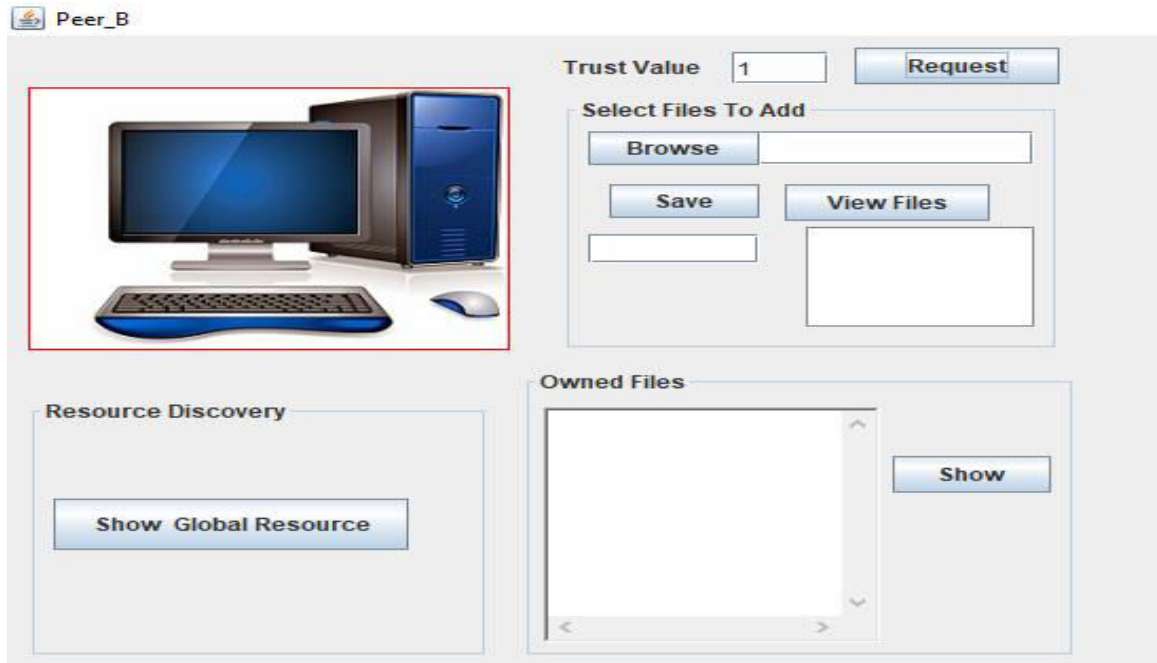 Peer_B
Trust Value 1 Request
Select Files To Add
Browse
Save View Files
Owned Files
Resource Discovery
Show
Show Global Resource